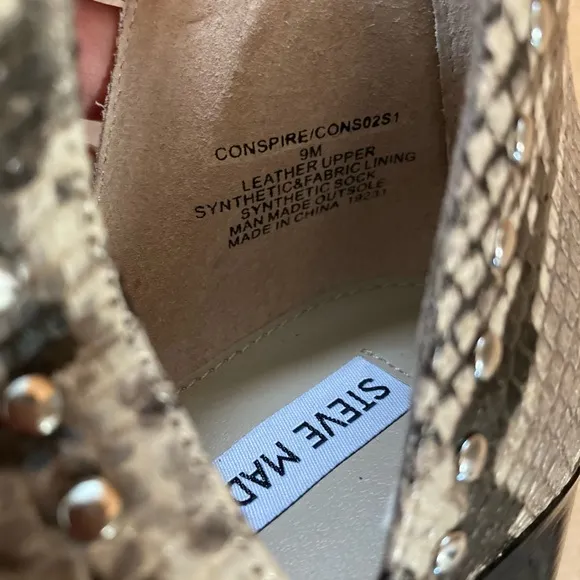 CONSPIRE/CONS02S1
9M
LEATHER UPPER
SYNTHETIC&FABRIC LINING
SYNTHETIC SOCK
MAN MADE OUTSOLE
MADE IN CHINA 19231
STEVE MAD